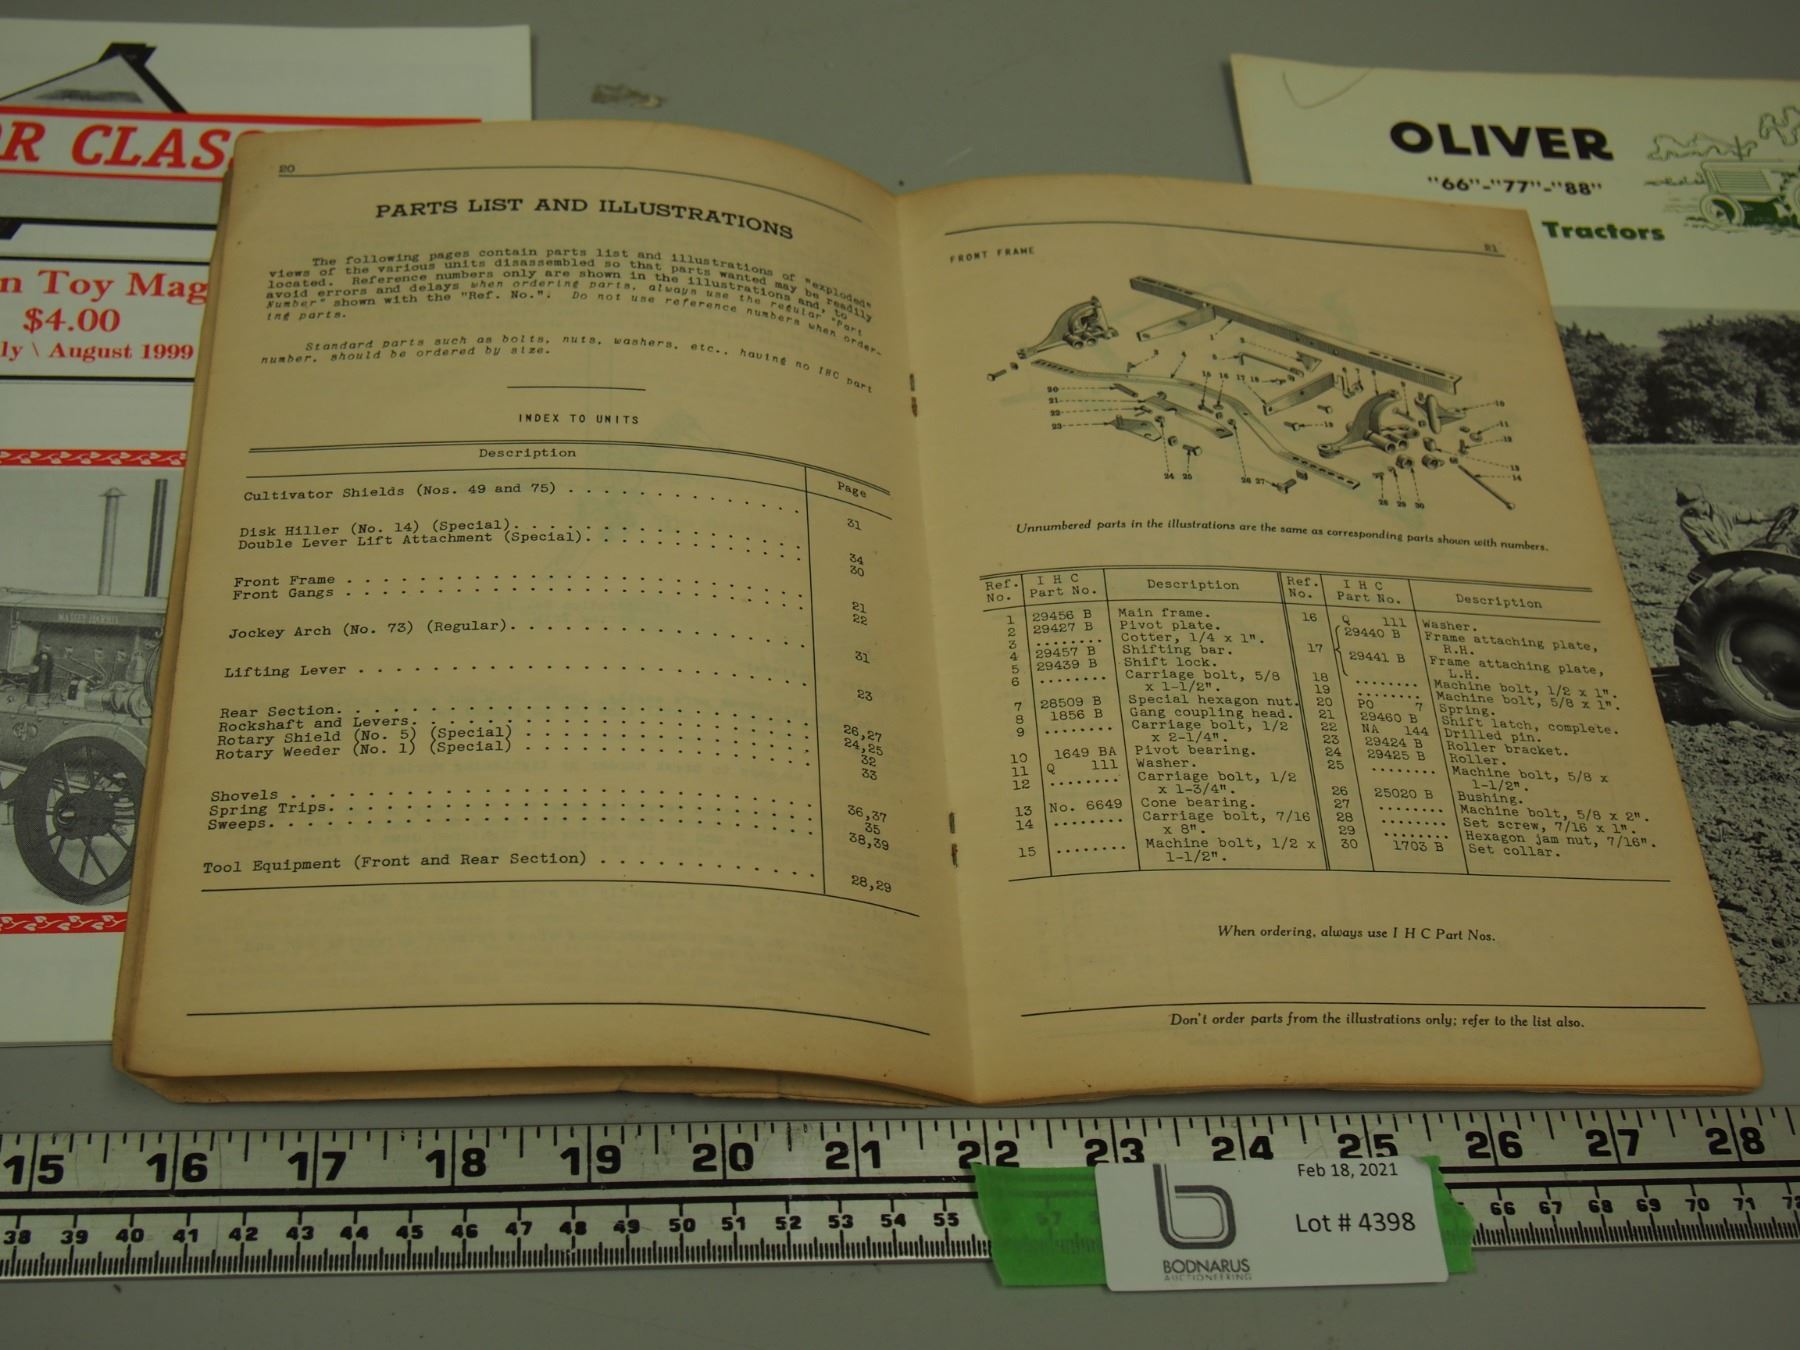 R CLASS
n Toy Mag
$4.00
ly \ August 1999
20
PARTS LIST AND ILLUSTRATIONS
The following pages contain parts list and illustrations of "exploded"
views of the various units disassembled so that parts wanted may be readily
located. Reference numbers only are shown in the illustrations and, to
avoid errors and delays when ordering parts, always use the regular "Part
Number" shown with the "Ref. No.". Do not use reference numbers when order-
ing parts.
Standard parts such as bolts, nuts, washers, etc., having no IHC part
number, should be ordered by size.
INDEX TO UNITS
Description Page
Cultivator Shields (Nos. 49 and 75) 31
Disk Hiller (No. 14) (Special) 34
Double Lever Lift Attachment (Special) 30
Front Frame 21
Front Gangs 22
Jockey Arch (No. 73) (Regular) 31
Lifting Lever 23
Rear Section 26,27
Rockshaft and Levers 24,25
Rotary Shield (No. 5) (Special) 32
Rotary Weeder (No. 1) (Special) 33
Shovels 36,37
Spring Trips 35
Sweeps 38,39
Tool Equipment (Front and Rear Section) 28,29
21
FRONT FRAME
Unnumbered parts in the illustrations are the same as corresponding parts shown with numbers.
Ref. No. I H C Part No. Description
1 29456 B Main frame.
2 29427 B Pivot plate.
3 ........ Cotter, 1/4 x 1".
4 29457 B Shifting bar.
5 29439 B Shift lock.
6 ........ Carriage bolt, 5/8
x 1-1/2".
7 28509 B Special hexagon nut.
8 1856 B Gang coupling head.
9 ........ Carriage bolt, 1/2
x 2-1/4".
10 1649 BA Pivot bearing.
11 Q 111 Washer.
12 ........ Carriage bolt, 1/2
x 1-3/4".
13 No. 6649 Cone bearing.
14 ........ Carriage bolt, 7/16
x 8".
15 ........ Machine bolt, 1/2 x
1-1/2".
Ref. No. I H C Part No. Description
16 Q 111 Washer.
17 29440 B Frame attaching plate,
R.H.
29441 B Frame attaching plate,
L.H.
18 ........ Machine bolt, 1/2 x 1".
19 ........ Machine bolt, 5/8 x 1".
20 PO 7 Spring.
21 29460 B Shift latch, complete.
22 NA 144 Drilled pin.
23 29424 B Roller bracket.
24 29425 B Roller.
25 ........ Machine bolt, 5/8 x
1-1/2".
26 25020 B Bushing.
27 ........ Machine bolt, 5/8 x 2".
28 ........ Set screw, 7/16 x 1".
29 ........ Hexagon jam nut, 7/16".
30 1703 B Set collar.
When ordering, always use I H C Part Nos.
Don't order parts from the illustrations only; refer to the list also.
OLIVER
"66"-"77"-"88"
Tractors
15 16 17 18 19 20 21 22 23 24 25 26 27 28
38 39 40 41 42 43 44 45 46 47 48 49 50 51 52 53 54 55 66 67 68 69 70 71 72
Feb 18, 2021
Lot # 4398
BODNARUS
AUCTIONEERING